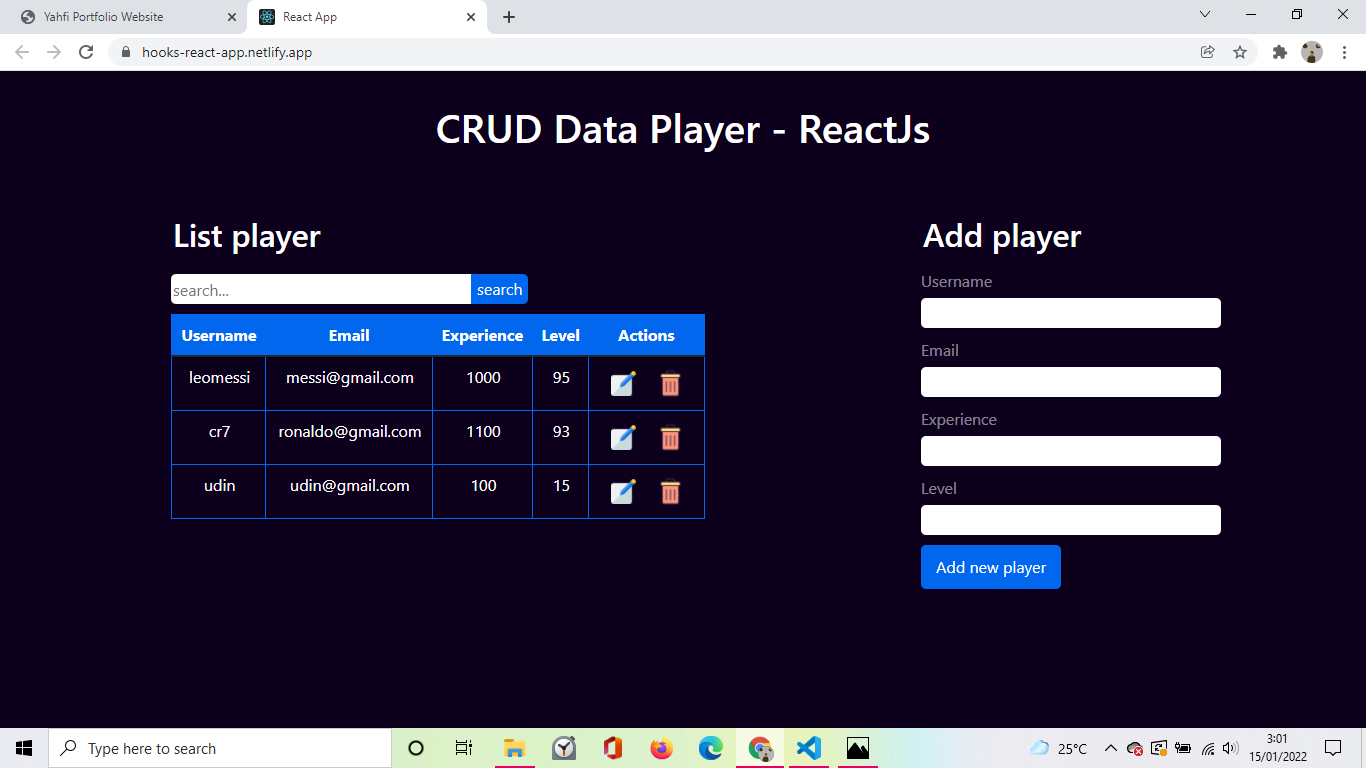 Yahfi Portfolio Website
React App
hooks-react-app.netlify.app
CRUD Data Player - ReactJs
List player
search...
search
Username Email Experience Level Actions
leomessi messi@gmail.com 1000 95
cr7 ronaldo@gmail.com 1100 93
udin udin@gmail.com 100 15
Add player
Username
Email
Experience
Level
Add new player
Type here to search
25°C
3:01
15/01/2022